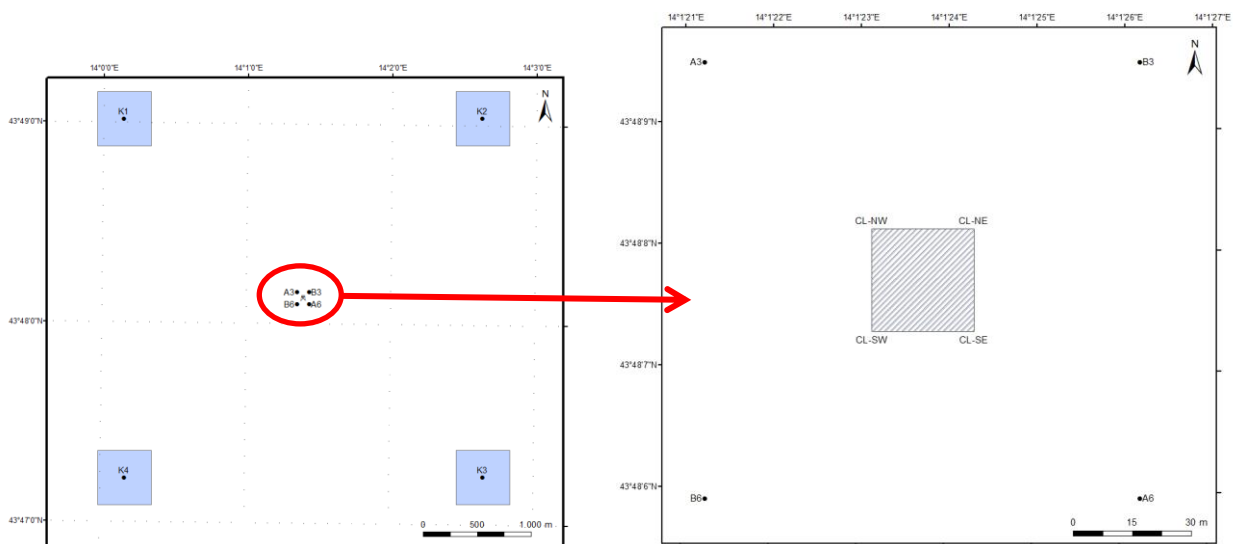 14°0'0"E 14°1'0"E 14°2'0"E 14°3'0"E
N
K1 K2
43°49'0"N
A3 B3
B6 A6
43°48'0"N
K4 K3
43°47'0"N
0 500 1.000 m
14°1'21"E 14°1'22"E 14°1'23"E 14°1'24"E 14°1'25"E 14°1'26"E 14°1'27"E
N
A3 B3
43°48'9"N
CL-NW CL-NE
43°48'8"N
CL-SW CL-SE
43°48'7"N
43°48'6"N
B6 A6
0 15 30 m